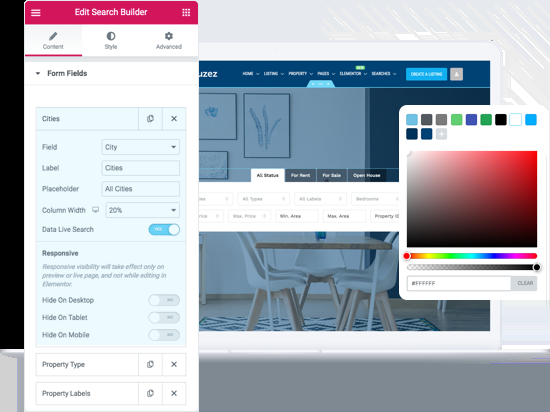 Edit Search Builder
Content
Style
Advanced
Form Fields
Cities
Field
City
Label
Cities
Placeholder
All Cities
Column Width
20%
Data Live Search
YES
Responsive
Responsive visibility will take effect only on
preview or live page, and not while editing in
Elementor.
Hide On Desktop
NO
Hide On Tablet
NO
Hide On Mobile
NO
Property Type
Property Labels
uzez
HOME
LISTING
PROPERTY
PAGES
ELEMENTOR
SEARCHES
CREATE A LISTING
All Status
For Rent
For Sale
Open House
All Types
All Labels
Bedrooms
Max. Price
Min. Area
Max. Area
Property ID
#FFFFFF
CLEAR